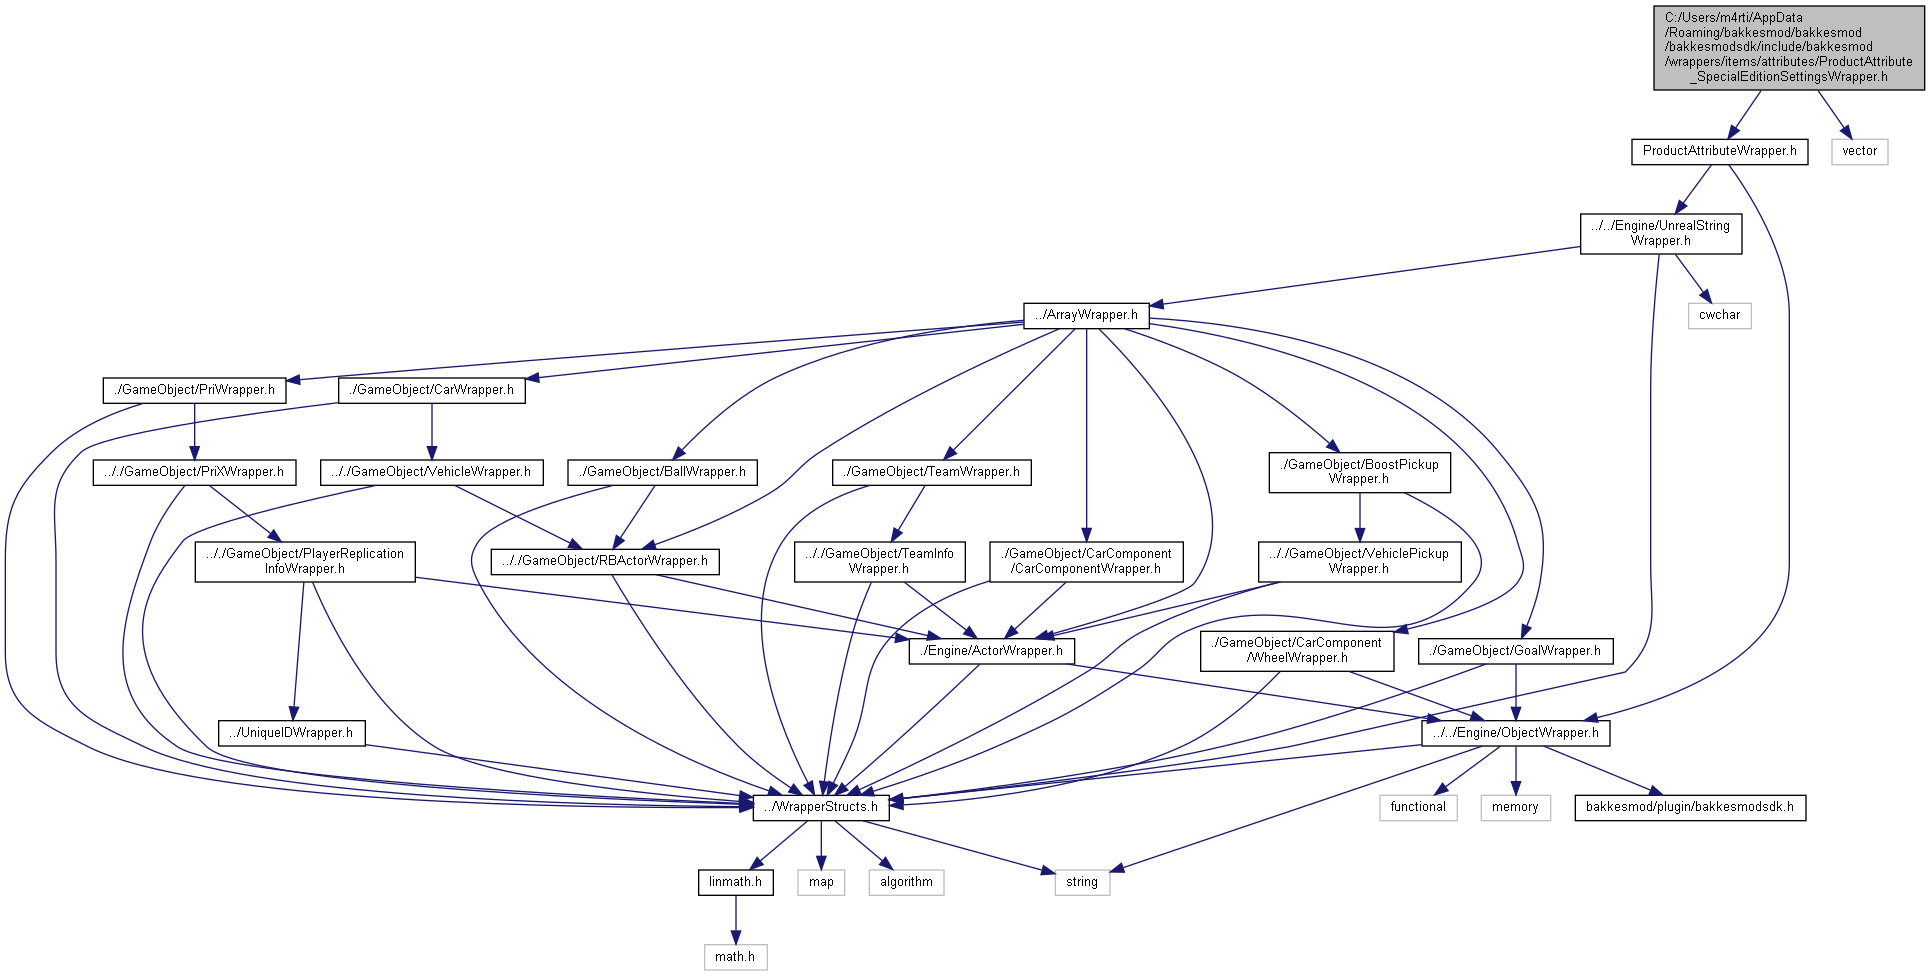 C:/Users/m4rti/AppData
/Roaming/bakkesmod/bakkesmod
/bakkesmodsdk/include/bakkesmod
/wrappers/items/attributes/ProductAttribute
_SpecialEditionSettingsWrapper.h
ProductAttributeWrapper.h
vector
../../Engine/UnrealString
Wrapper.h
../ArrayWrapper.h
cwchar
./GameObject/PriWrapper.h
./GameObject/CarWrapper.h
.././GameObject/PriXWrapper.h
.././GameObject/VehicleWrapper.h
./GameObject/BallWrapper.h
./GameObject/TeamWrapper.h
./GameObject/BoostPickup
Wrapper.h
.././GameObject/PlayerReplication
InfoWrapper.h
.././GameObject/RBActorWrapper.h
.././GameObject/TeamInfo
Wrapper.h
./GameObject/CarComponent
/CarComponentWrapper.h
.././GameObject/VehiclePickup
Wrapper.h
./Engine/ActorWrapper.h
./GameObject/CarComponent
/WheelWrapper.h
./GameObject/GoalWrapper.h
../UniqueIDWrapper.h
../../Engine/ObjectWrapper.h
../WrapperStructs.h
functional
memory
bakkesmod/plugin/bakkesmodsdk.h
linmath.h
map
algorithm
string
math.h